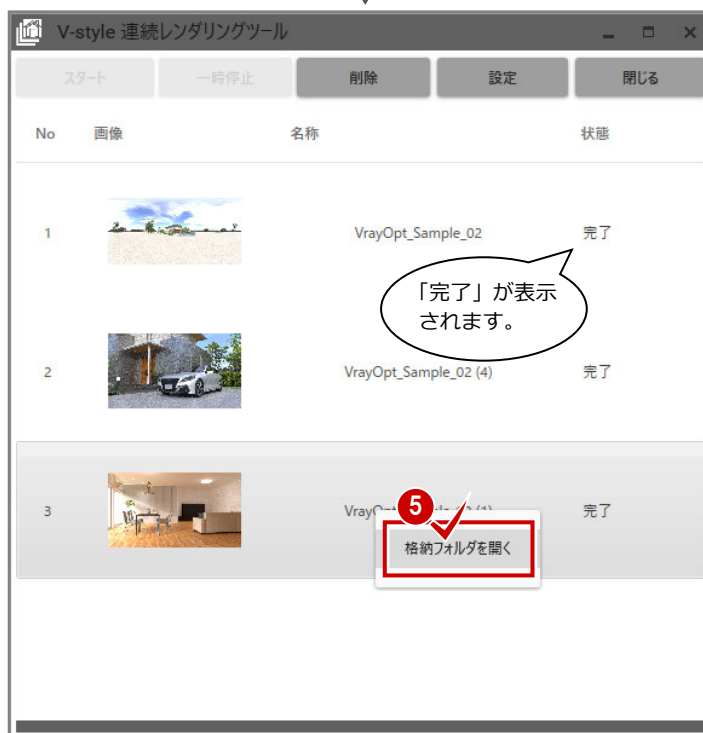 V-style 連続レンダリングツール
スタート 一時停止 削除 設定 閉じる
No 画像 名称 状態
1 VrayOpt_Sample_02 完了
「完了」が表示
されます。
2 VrayOpt_Sample_02 (4) 完了
3 完了
5
格納フォルダを開く